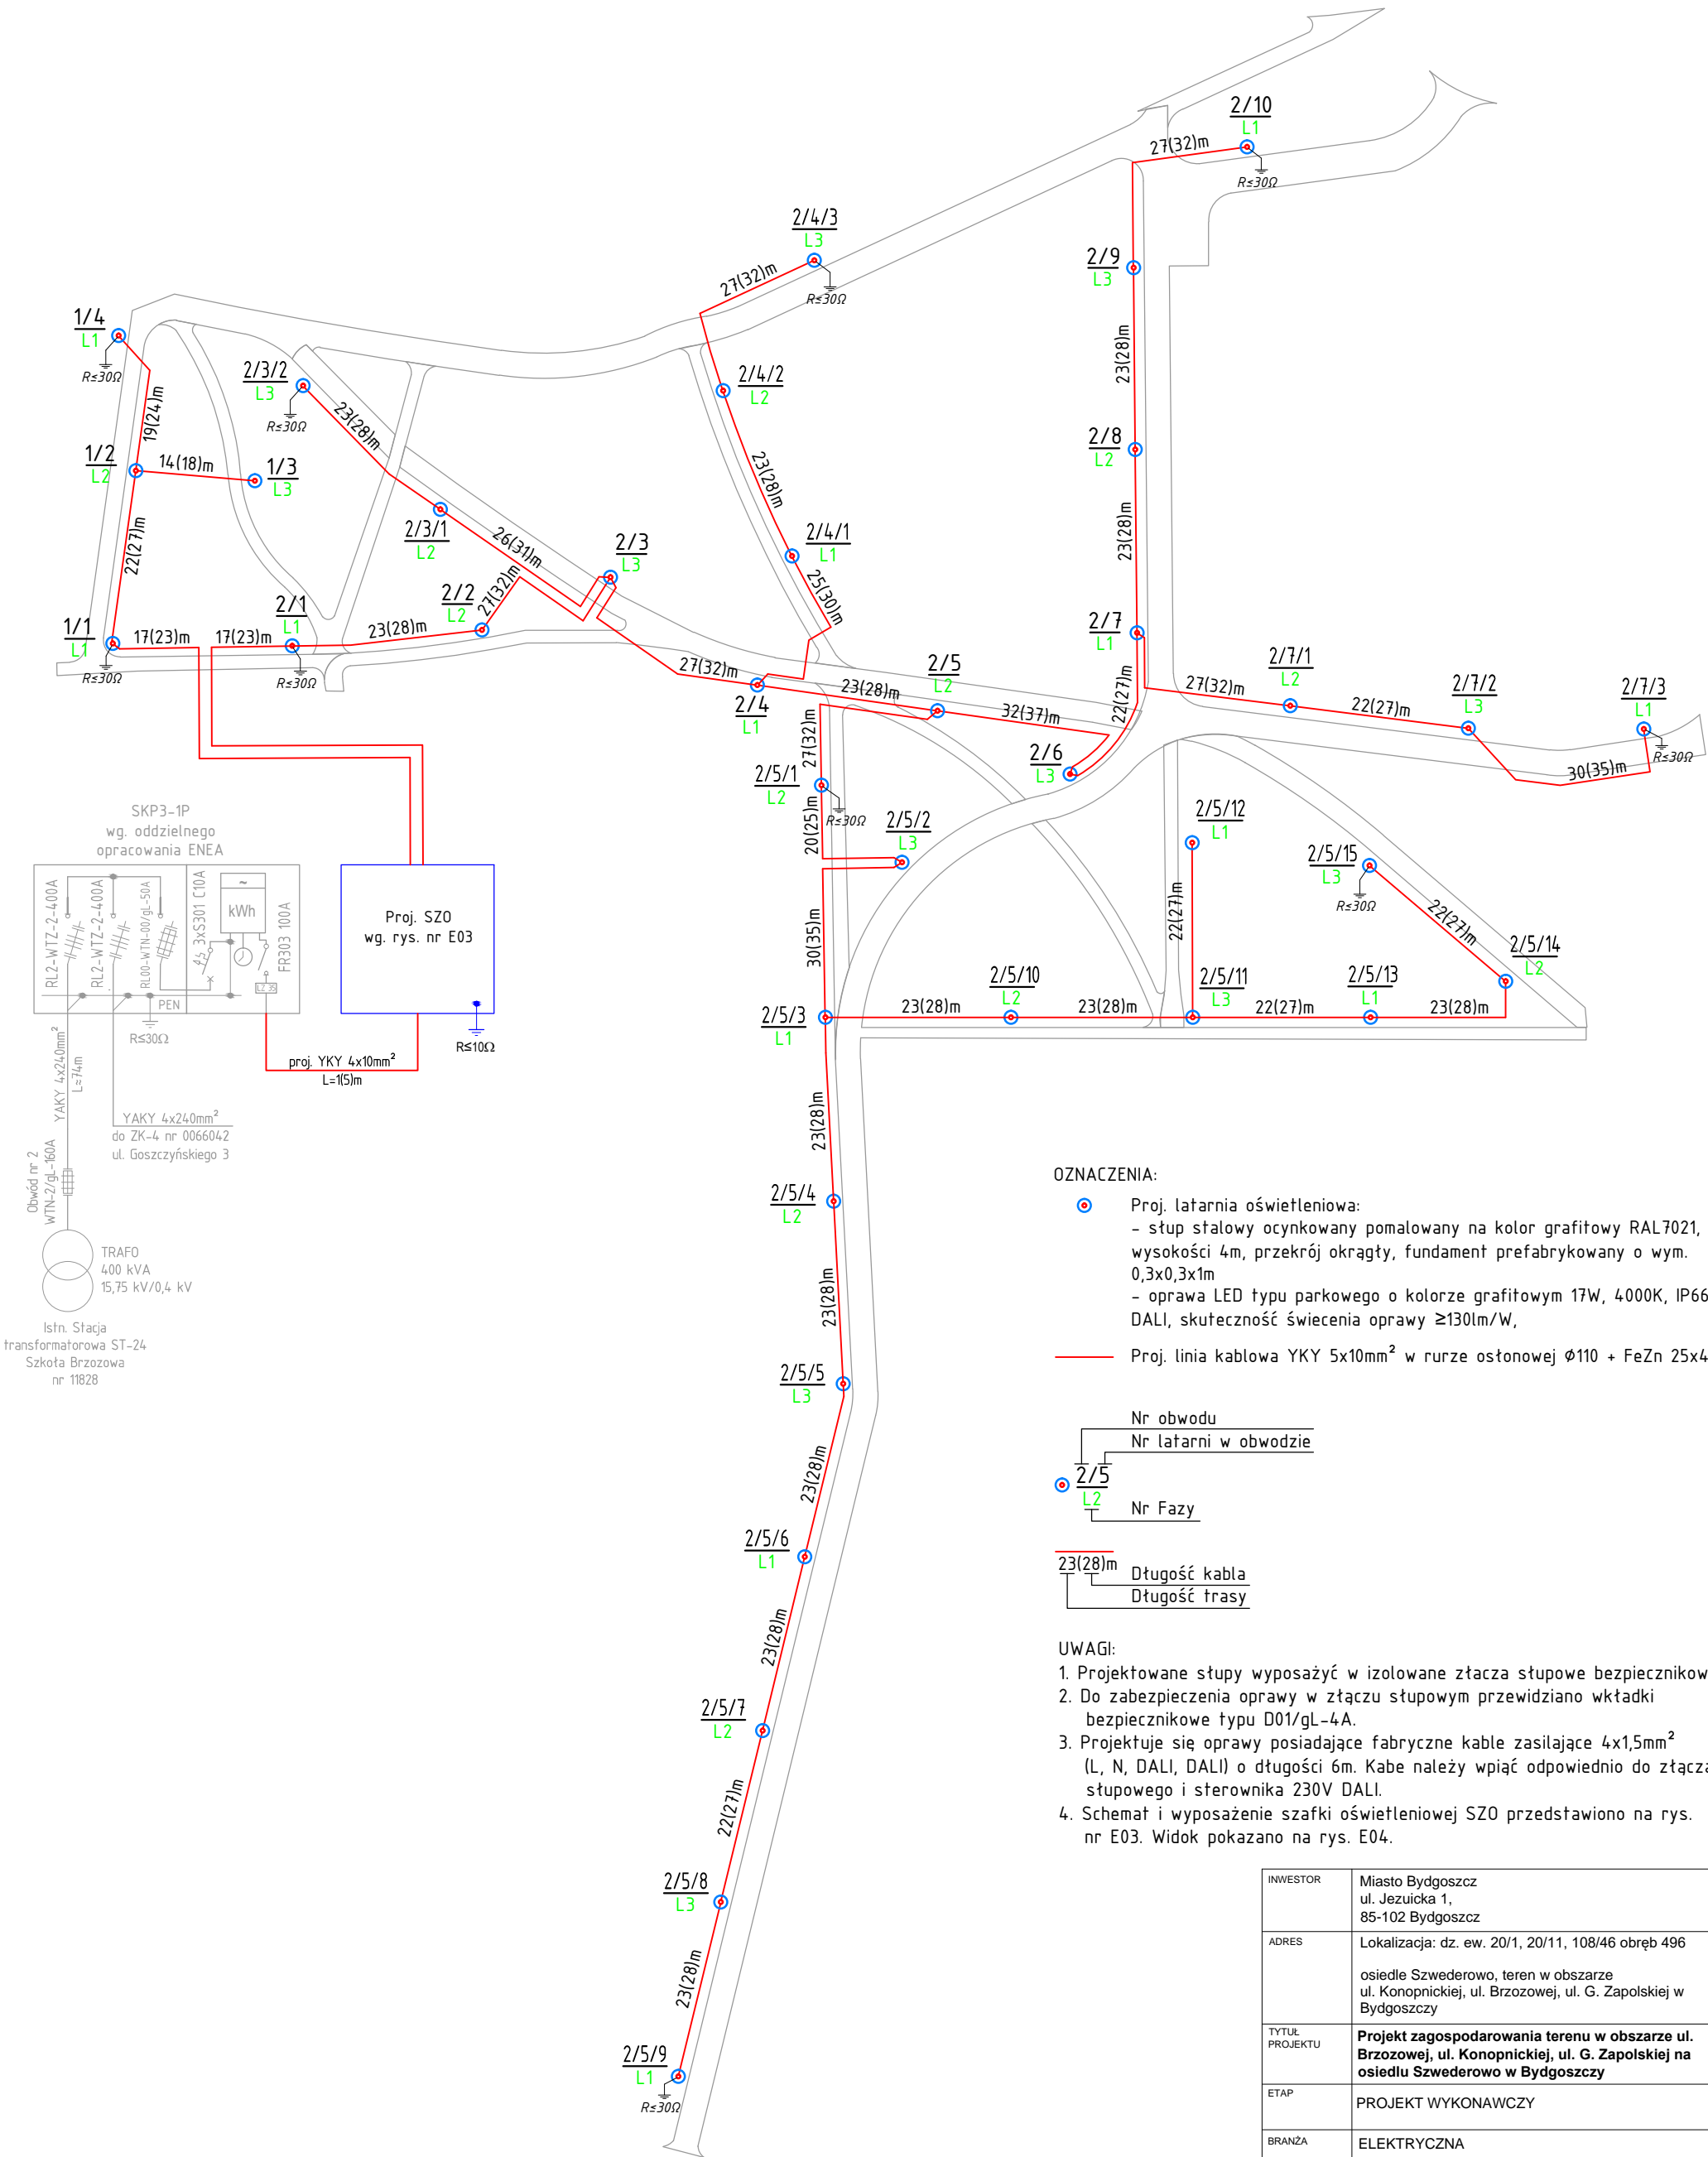 2/10
L1
27(32)m
R≤30Ω
2/4/3
L3
27(32)m
R≤30Ω
2/9
L3
1/4
L1
R≤30Ω
2/3/2
L3
R≤30Ω
23(28)m
2/4/2
L2
23(28)m
19(24)m
1/2
L2
14(18)m
1/3
L3
2/8
L2
23(28)m
22(27)m
2/3/1
L2
26(31)m
2/3
L3
2/4/1
L1
25(30)m
23(28)m
1/1
L1
R≤30Ω
17(23)m
17(23)m
2/1
L1
R≤30Ω
23(28)m
2/2
L2
27(32)m
2/7
L1
27(32)m
2/4
L1
23(28)m
2/5
L2
32(37)m
22(27)m
27(32)m
2/7/1
L2
22(27)m
2/7/2
L3
2/7/3
L1
R≤30Ω
30(35)m
2/6
L3
27(32)m
2/5/1
L2
R≤30Ω
20(25)m
2/5/2
L3
2/5/12
L1
22(27)m
2/5/15
L3
R≤30Ω
22(27)m
2/5/14
L2
30(35)m
2/5/3
L1
23(28)m
2/5/10
L2
23(28)m
2/5/11
L3
22(27)m
2/5/13
L1
23(28)m
SKP3-1P
wg. oddzielnego
opracowania ENEA
RL2-WTZ-2-400A
RL2-WTZ-2-400A
RL00-WTN-00/gL-50A
3xS301 C10A
~
kWh
FR303 100A
LZ 35
PEN
R≤30Ω
Proj. SZO
wg. rys. nr E03
R≤10Ω
proj. YKY 4x10mm²
L=1(5)m
YAKY 4x240mm²
L≈74m
YAKY 4x240mm²
do ZK-4 nr 0066042
ul. Goszczyńskiego 3
Obwód nr 2
WTN-2/gL-160A
TRAFO
400 kVA
15,75 kV/0,4 kV
Istn. Stacja
transformatorowa ST-24
Szkoła Brzozowa
nr 11828
23(28)m
2/5/4
L2
23(28)m
2/5/5
L3
23(28)m
2/5/6
L1
23(28)m
2/5/7
L2
22(27)m
2/5/8
L3
23(28)m
2/5/9
L1
R≤30Ω
OZNACZENIA:
Proj. latarnia oświetleniowa:
- słup stalowy ocynkowany pomalowany na kolor grafitowy RAL7021,
wysokości 4m, przekrój okrągły, fundament prefabrykowany o wym.
0,3x0,3x1m
- oprawa LED typu parkowego o kolorze grafitowym 17W, 4000K, IP66
DALI, skuteczność świecenia oprawy ≥130lm/W,
Proj. linia kablowa YKY 5x10mm² w rurze osłonowej Ø110 + FeZn 25x4
Nr obwodu
Nr latarni w obwodzie
2/5
L2
Nr Fazy
23(28)m
Długość kabla
Długość trasy
UWAGI:
1. Projektowane słupy wyposażyć w izolowane złacza słupowe bezpiecznikow
2. Do zabezpieczenia oprawy w złączu słupowym przewidziano wkładki
bezpiecznikowe typu D01/gL-4A.
3. Projektuje się oprawy posiadające fabryczne kable zasilające 4x1,5mm²
(L, N, DALI, DALI) o długości 6m. Kabe należy wpiąć odpowiednio do złącza
słupowego i sterownika 230V DALI.
4. Schemat i wyposażenie szafki oświetleniowej SZO przedstawiono na rys.
nr E03. Widok pokazano na rys. E04.
INWESTOR
Miasto Bydgoszcz
ul. Jezuicka 1,
85-102 Bydgoszcz
ADRES
Lokalizacja: dz. ew. 20/1, 20/11, 108/46 obręb 496
osiedle Szwederowo, teren w obszarze
ul. Konopnickiej, ul. Brzozowej, ul. G. Zapolskiej w
Bydgoszczy
TYTUŁ
PROJEKTU
Projekt zagospodarowania terenu w obszarze ul.
Brzozowej, ul. Konopnickiej, ul. G. Zapolskiej na
osiedlu Szwederowo w Bydgoszczy
ETAP
PROJEKT WYKONAWCZY
BRANŻA
ELEKTRYCZNA